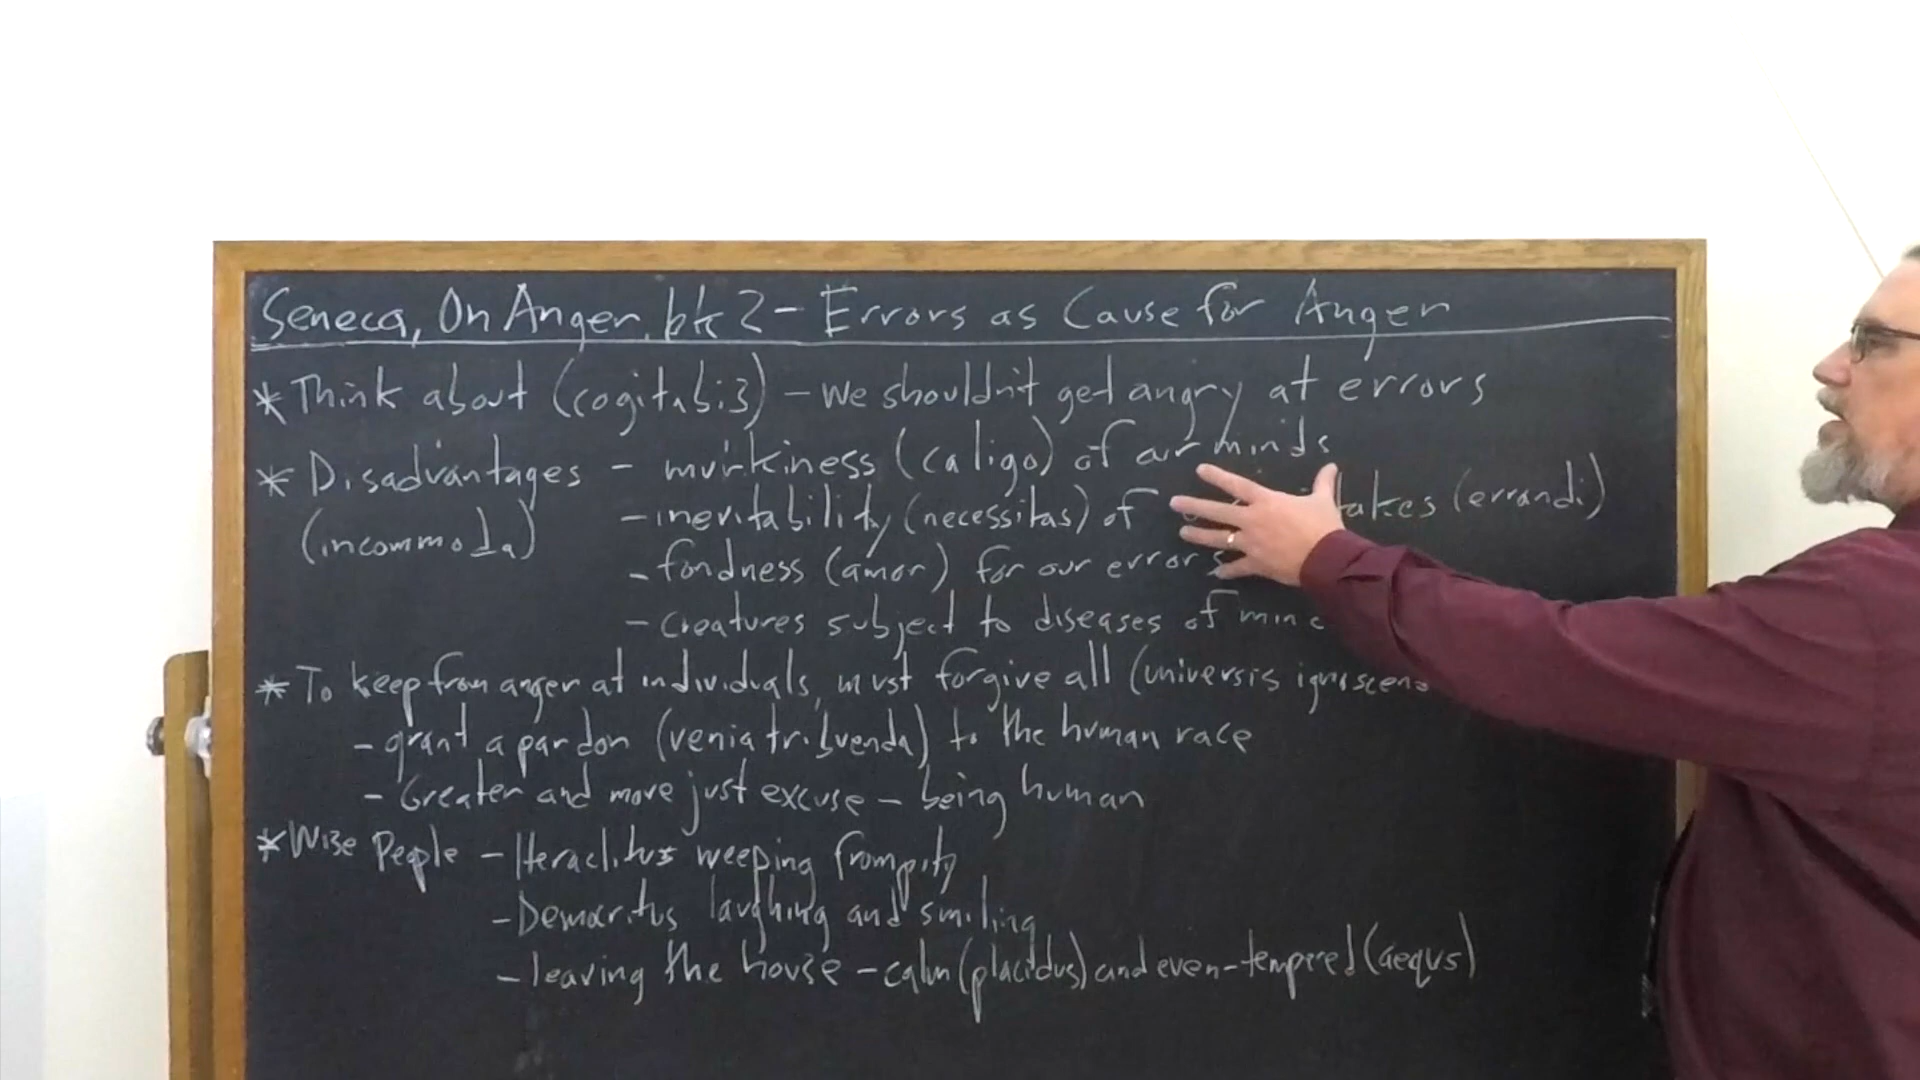 Seneca, On Anger, bk 2 - Errors as Cause for Anger
* Think about (cogitabis) - we shouldn't get angry at errors
* Disadvantages - murkiness (caligo) of our minds
(incommoda) - inevitability (necessitas) of (errandi)
- fondness (amor) for our errors
- creatures subject to diseases of
* To keep from anger at individuals, must forgive all (universis
- grant a pardon (venia tribuenda) to the human race
- Greater and more just excuse - being human
* Wise People - Heraclitus weeping from pity
- Democritus laughing and smiling
- leaving the house - calm (placidus) and even-tempered (aequs)